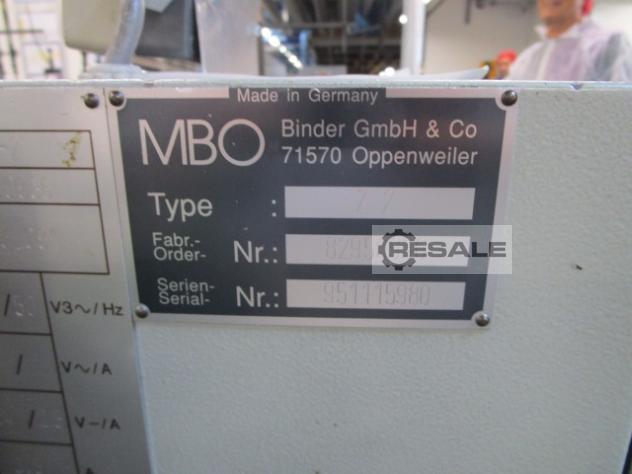 Made in Germany
MBO
Binder GmbH & Co
71570 Oppenweiler
Type :
Fabr.-
Order- Nr.: 8295
RESALE
Serien-
Serial- Nr.: 951115980
V3~/Hz
/ V~/A
/ V-/A